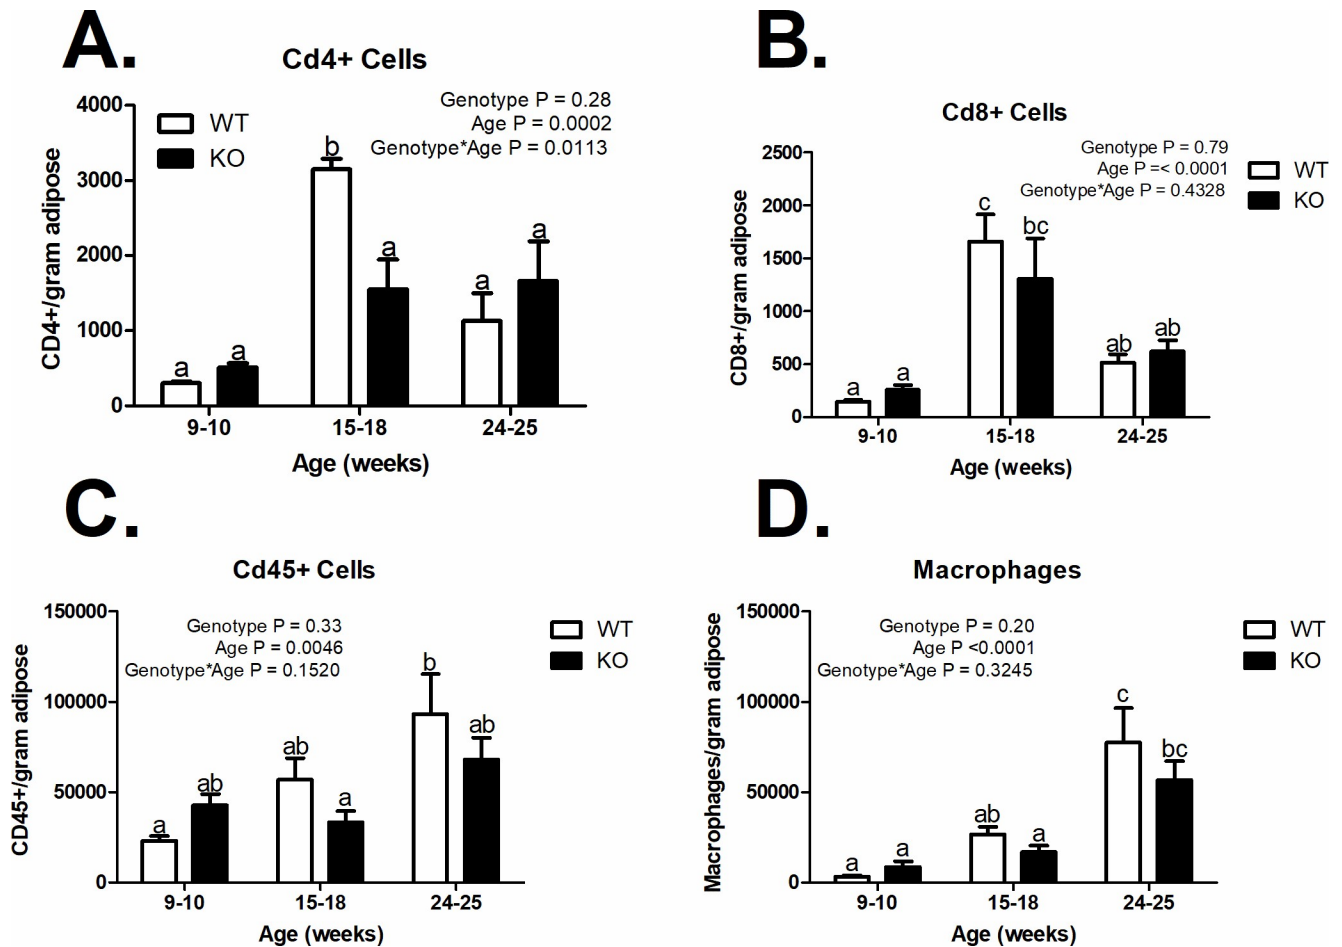 A.
Cd4+ Cells
Genotype P = 0.28
Age P = 0.0002
Genotype*Age P = 0.0113
WT
KO
CD4+/gram adipose
4000
3000
2000
1000
0
a
a
b
a
a
a
9-10
15-18
24-25
Age (weeks)
B.
Cd8+ Cells
Genotype P = 0.79
Age P =< 0.0001
Genotype*Age P = 0.4328
WT
KO
CD8+/gram adipose
2500
2000
1500
1000
500
0
a
a
c
bc
ab
ab
9-10
15-18
24-25
Age (weeks)
C.
Cd45+ Cells
Genotype P = 0.33
Age P = 0.0046
Genotype*Age P = 0.1520
WT
KO
CD45+/gram adipose
150000
100000
50000
0
a
ab
ab
a
b
ab
9-10
15-18
24-25
Age (weeks)
D.
Macrophages
Genotype P = 0.20
Age P <0.0001
Genotype*Age P = 0.3245
WT
KO
Macrophages/gram adipose
150000
100000
50000
0
a
a
ab
a
c
bc
9-10
15-18
24-25
Age (weeks)